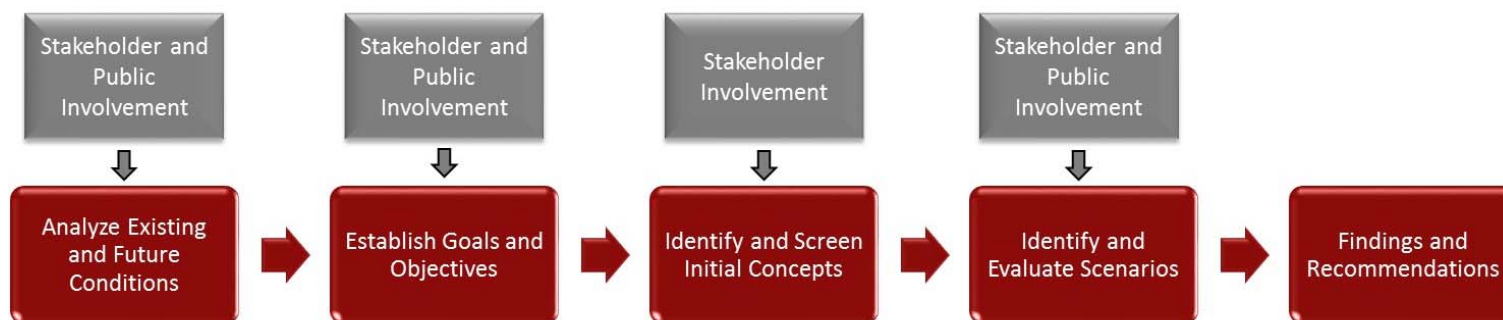 Stakeholder and
Public
Involvement
Stakeholder and
Public
Involvement
Stakeholder
Involvement
Stakeholder and
Public
Involvement
Analyze Existing
and Future
Conditions
Establish Goals and
Objectives
Identify and Screen
Initial Concepts
Identify and
Evaluate Scenarios
Findings and
Recommendations